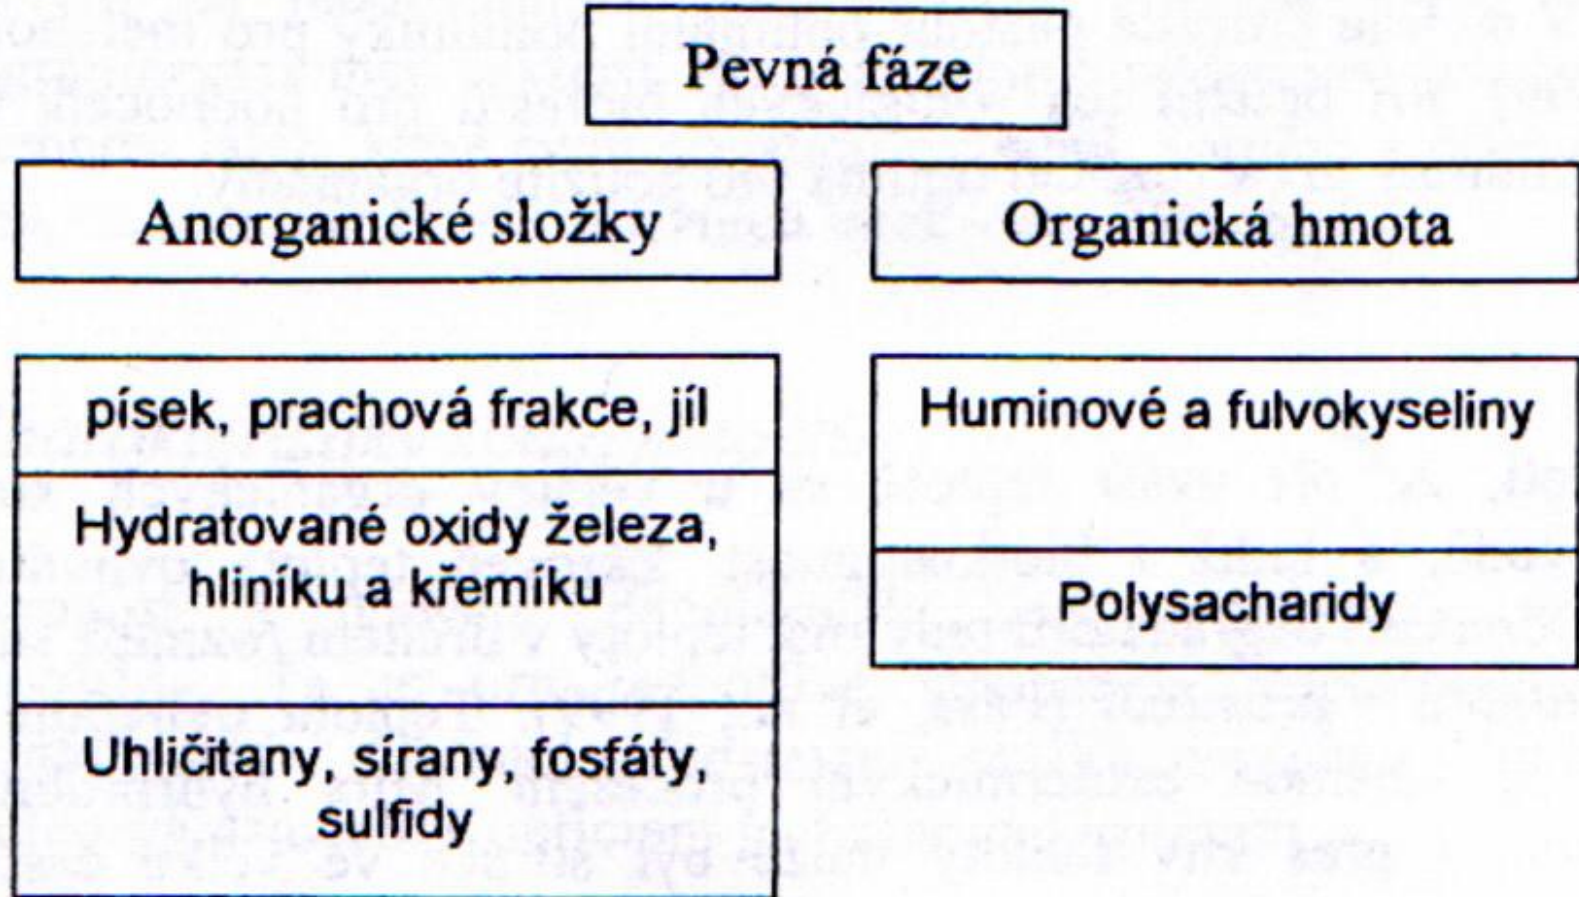 Pevná fáze
Anorganické složky
Organická hmota
písek, prachová frakce, jíl
Hydratované oxidy železa,
hliníku a křemíku
Uhličitany, sírany, fosfáty,
sulfidy
Huminové a fulvokyseliny
Polysacharidy